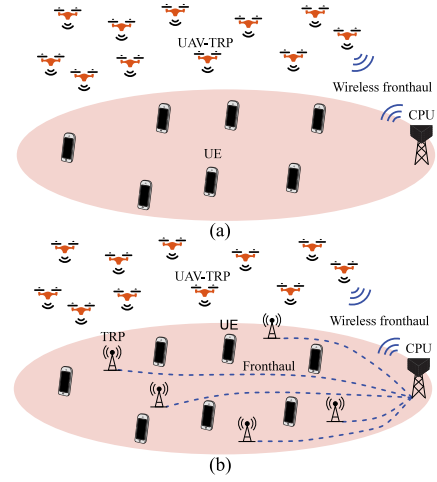 UAV-TRP
Wireless fronthaul
CPU
UE
(a)
UAV-TRP
TRP
UE
Wireless fronthaul
CPU
Fronthaul
(b)